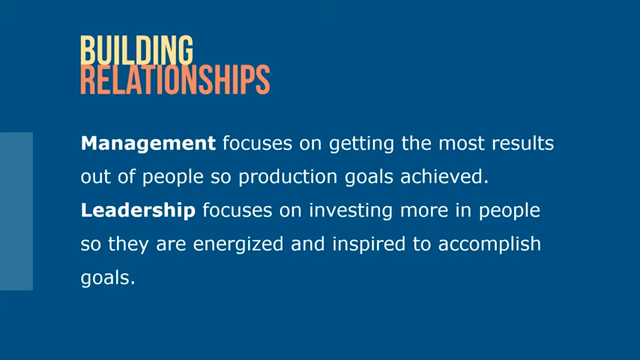 BUILDING
RELATIONSHIPS
Management focuses on getting the most results
out of people so production goals achieved.
Leadership focuses on investing more in people
so they are energized and inspired to accomplish
goals.